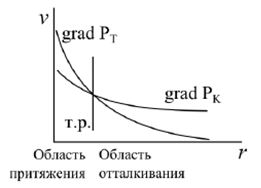 v
grad P_T
grad P_K
т.р.
Область притяжения
Область отталкивания
r